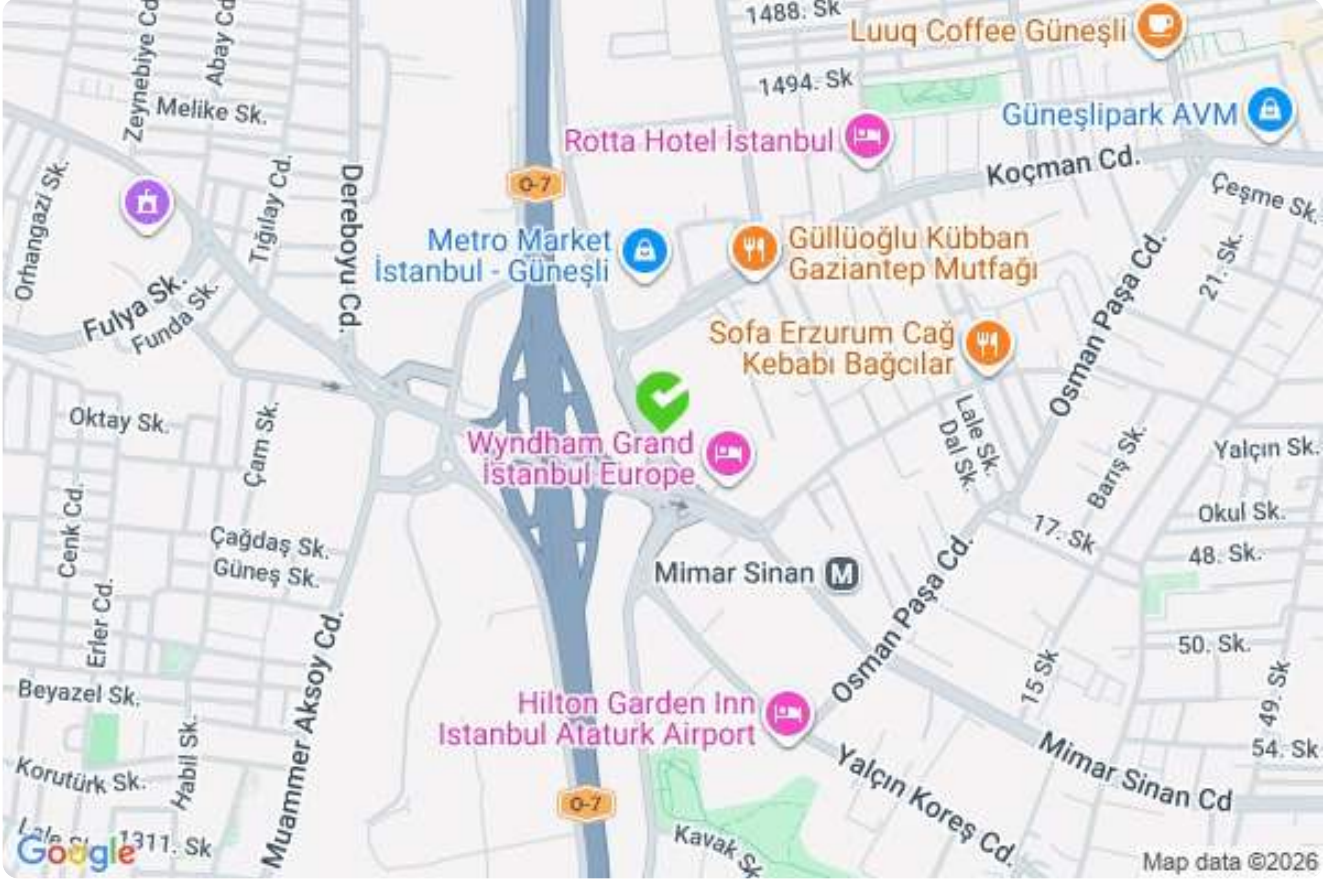 Zeynebiye Cd
Abay Cd
1488. Sk
Luuq Coffee Güneşli
Melike Sk.
1494. Sk
Güneşlipark AVM
Rotta Hotel İstanbul
Koçman Cd.
Orhangazi Sk.
Tığılay Cd.
Dereboyu Cd.
O-7
Çeşme Sk.
Metro Market
İstanbul - Güneşli
Güllüoğlu Kübban
Gaziantep Mutfağı
21. Sk.
Fulya Sk.
Funda Sk.
Sofa Erzurum Cağ
Kebabı Bağcılar
Osman Paşa Cd.
Oktay Sk.
Çam Sk.
Wyndham Grand
İstanbul Europe
Lale Sk.
Dal Sk.
Barış Sk.
Yalçın Sk.
Cenk Cd.
Okul Sk.
17. Sk
48. Sk.
Çağdaş Sk.
Güneş Sk.
Mimar Sinan M
Osman Paşa Cd.
Erler Cd.
50. Sk.
15 Sk
49. Sk
Beyazel Sk.
Muammer Aksoy Cd.
Hilton Garden Inn
Istanbul Ataturk Airport
54. Sk
Habil Sk.
Korutürk Sk.
O-7
Mimar Sinan Cd
Yalçın Koreş Cd.
Kavak Sk
Lale
1311. Sk
Google
Map data ©2026